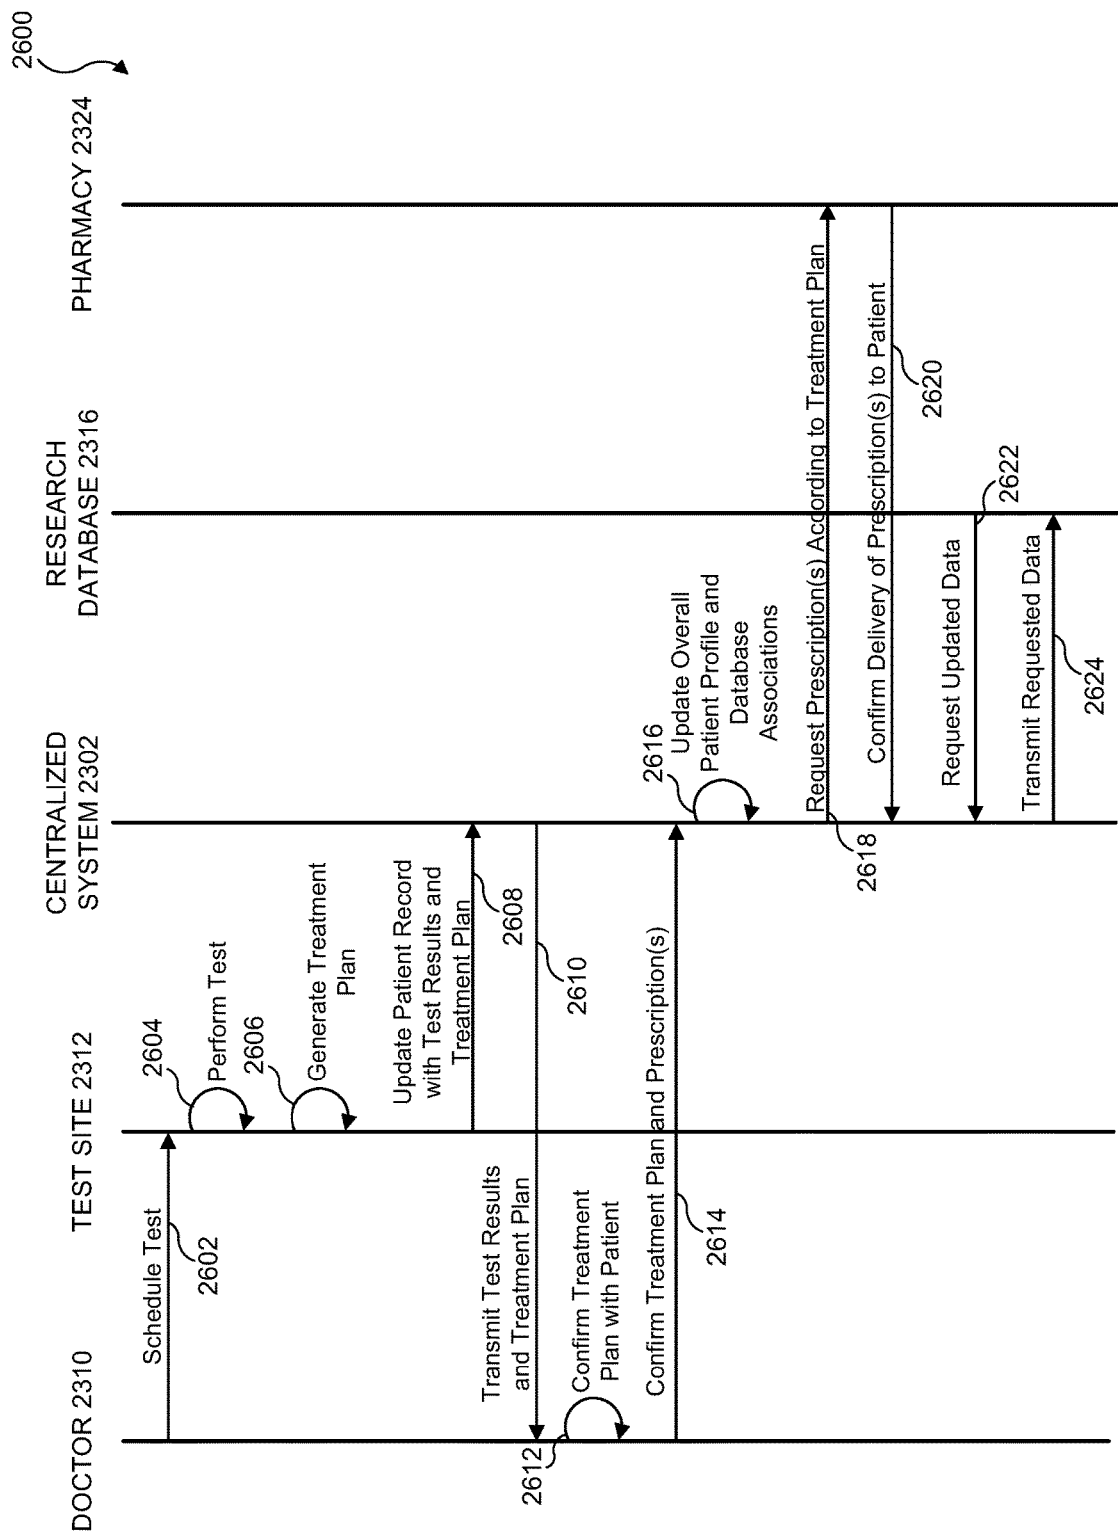 2600
DOCTOR 2310
TEST SITE 2312
CENTRALIZED
SYSTEM 2302
RESEARCH
DATABASE 2316
PHARMACY 2324
Schedule Test
2602
2604
Perform Test
2606
Generate Treatment
Plan
Update Patient Record
with Test Results and
Treatment Plan
2608
Transmit Test Results
and Treatment Plan
2610
2612
Confirm Treatment
Plan with Patient
Confirm Treatment Plan and Prescription(s)
2614
2616
Update Overall
Patient Profile and
Database
Associations
Request Prescription(s) According to Treatment Plan
2618
Confirm Delivery of Prescription(s) to Patient
2620
Request Updated Data
2622
Transmit Requested Data
2624